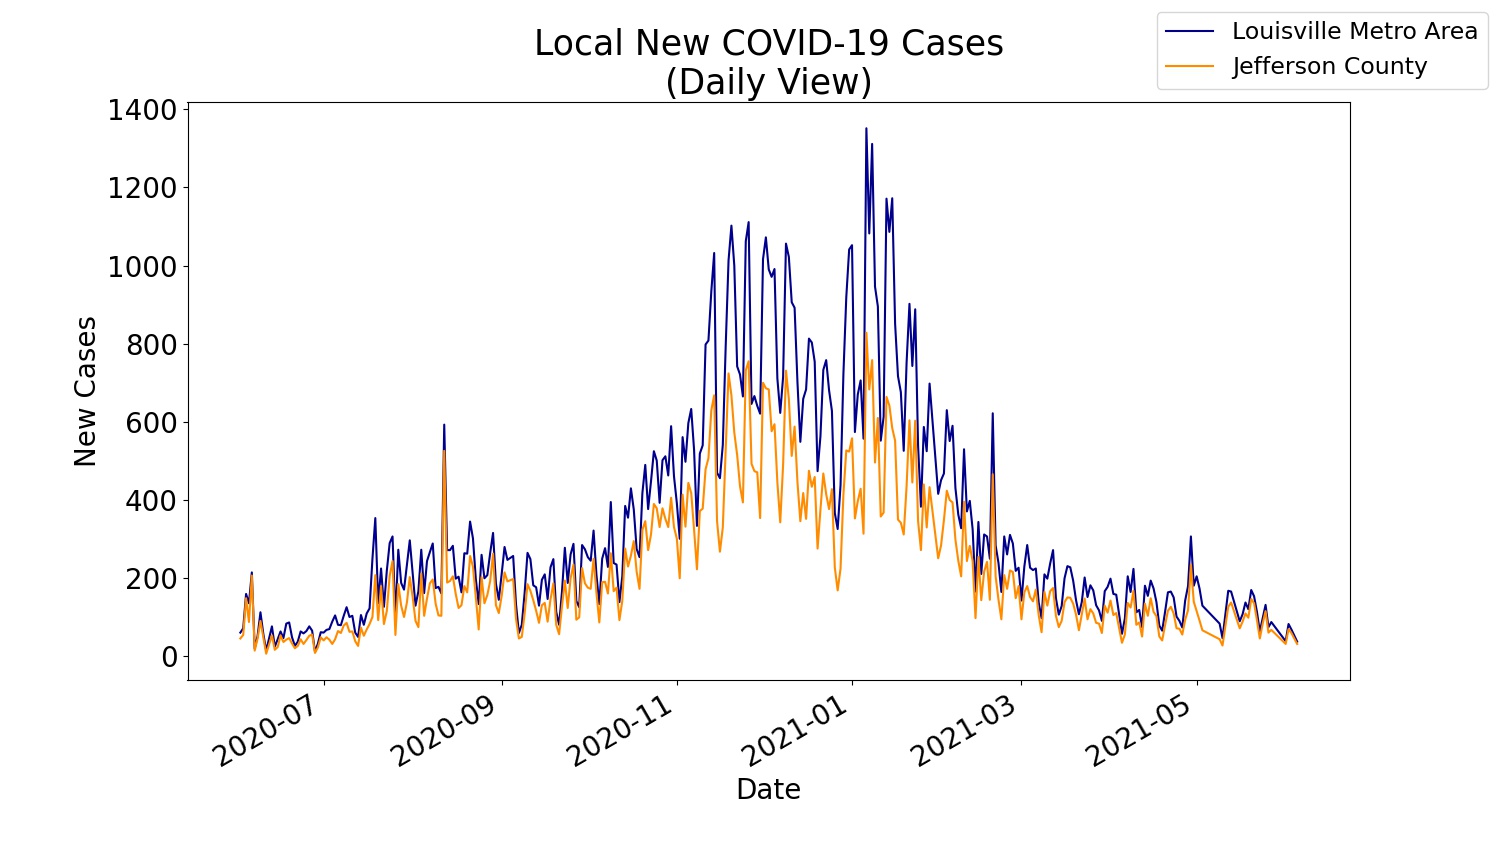 Local New COVID-19 Cases
(Daily View)
Louisville Metro Area
Jefferson County
1400
1200
1000
800
600
400
200
0
New Cases
2020-07
2020-09
2020-11
2021-01
2021-03
2021-05
Date